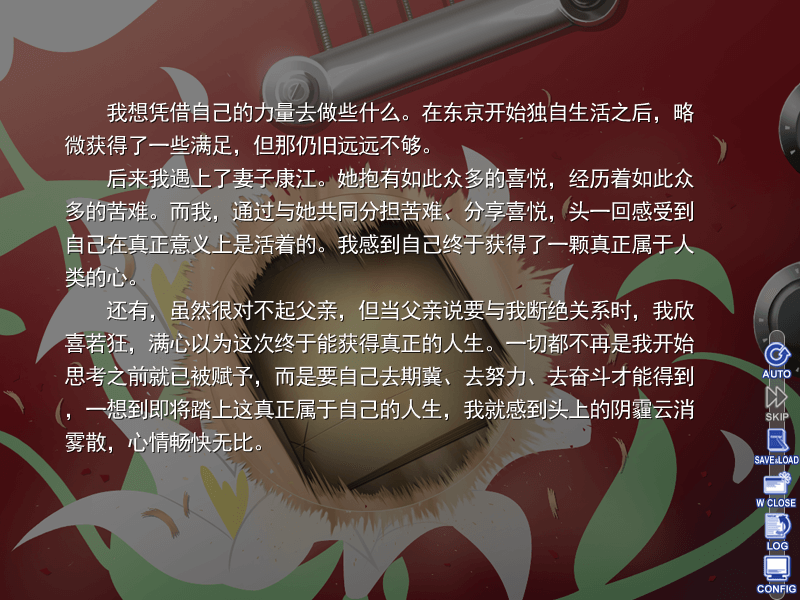 我想凭借自己的力量去做些什么。在东京开始独自生活之后，略
微获得了一些满足，但那仍旧远远不够。
后来我遇上了妻子康江。她抱有如此众多的喜悦，经历着如此众
多的苦难。而我，通过与她共同分担苦难、分享喜悦，头一回感受到
自己在真正意义上是活着的。我感到自己终于获得了一颗真正属于人
类的心。
还有，虽然很对不起父亲，但当父亲说要与我断绝关系时，我欣
喜若狂，满心以为这次终于能获得真正的人生。一切都不再是我开始
思考之前就已被赋予，而是要自己去期冀、去努力、去奋斗才能得到
，一想到即将踏上这真正属于自己的人生，我就感到头上的阴霾云消
雾散，心情畅快无比。
AUTO
SKIP
SAVE&LOAD
W CLOSE
LOG
CONFIG